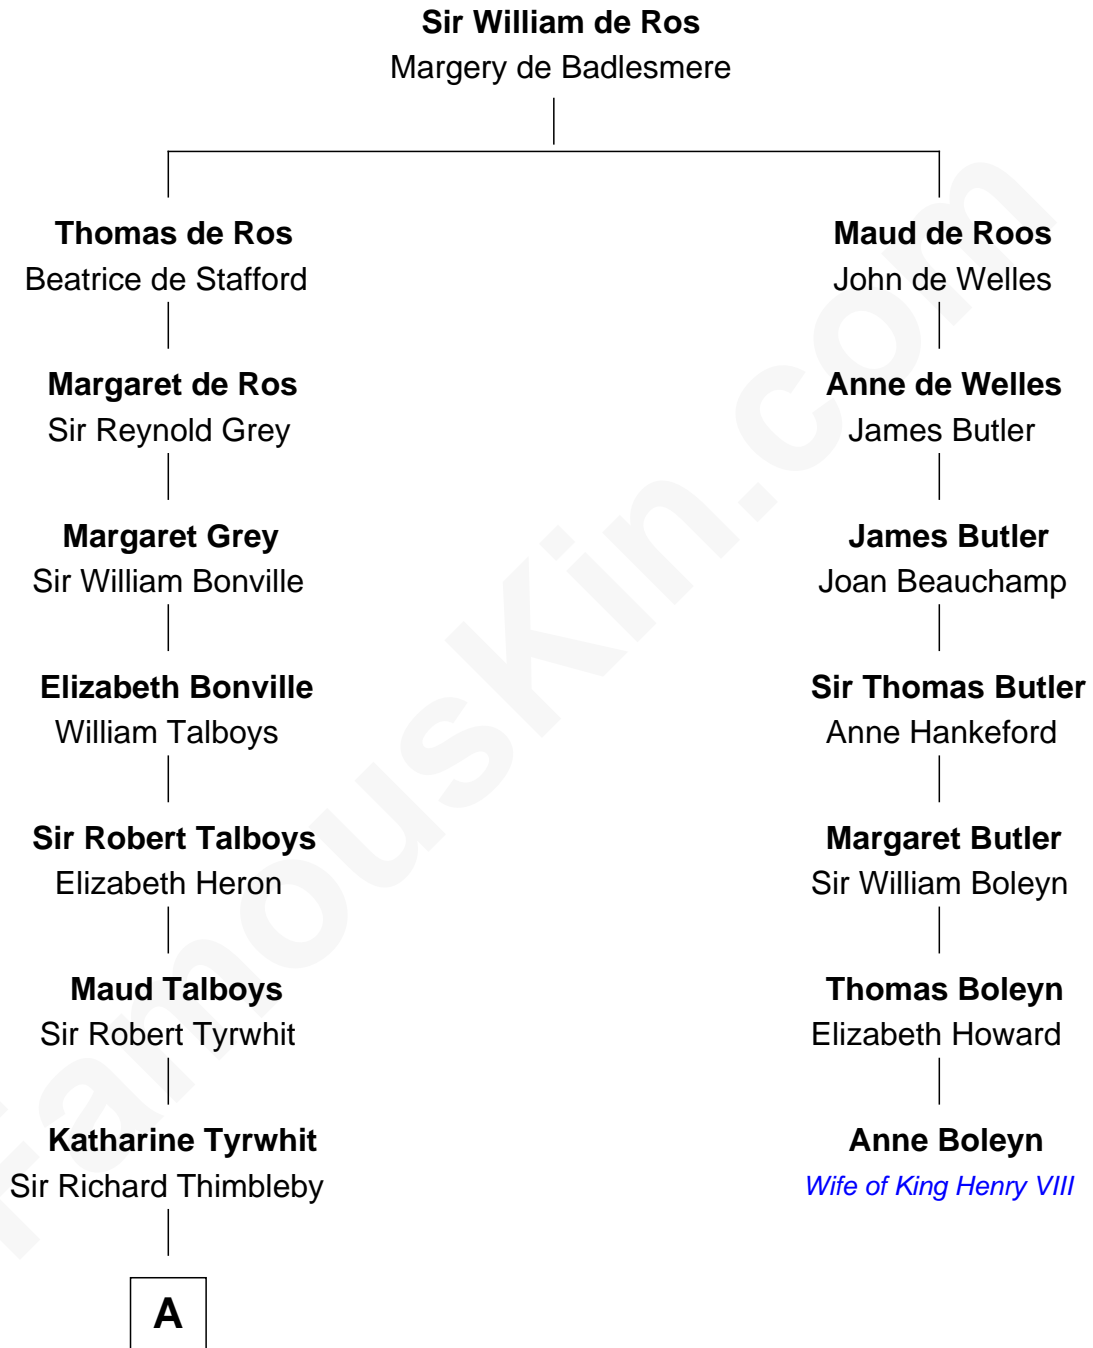 Sir William de Ros
Margery de Badlesmere
Thomas de Ros
Beatrice de Stafford
Maud de Roos
John de Welles
Margaret de Ros
Sir Reynold Grey
Anne de Welles
James Butler
Margaret Grey
Sir William Bonville
James Butler
Joan Beauchamp
Elizabeth Bonville
William Talboys
Sir Thomas Butler
Anne Hankeford
Sir Robert Talboys
Elizabeth Heron
Margaret Butler
Sir William Boleyn
Maud Talboys
Sir Robert Tyrwhit
Thomas Boleyn
Elizabeth Howard
Katharine Tyrwhit
Sir Richard Thimbleby
Anne Boleyn
Wife of King Henry VIII
A
FamousKin.com